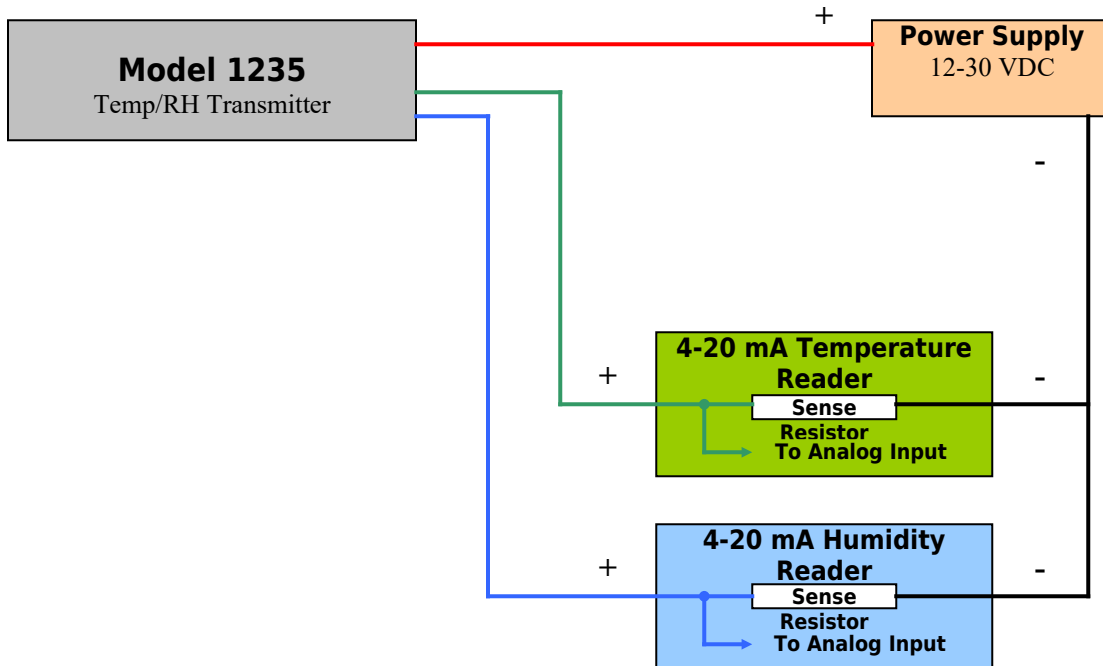 +
Model 1235
Temp/RH Transmitter
Power Supply
12-30 VDC
-
4-20 mA Temperature
Reader
+
-
Sense
Resistor
To Analog Input
4-20 mA Humidity
Reader
+
-
Sense
Resistor
To Analog Input